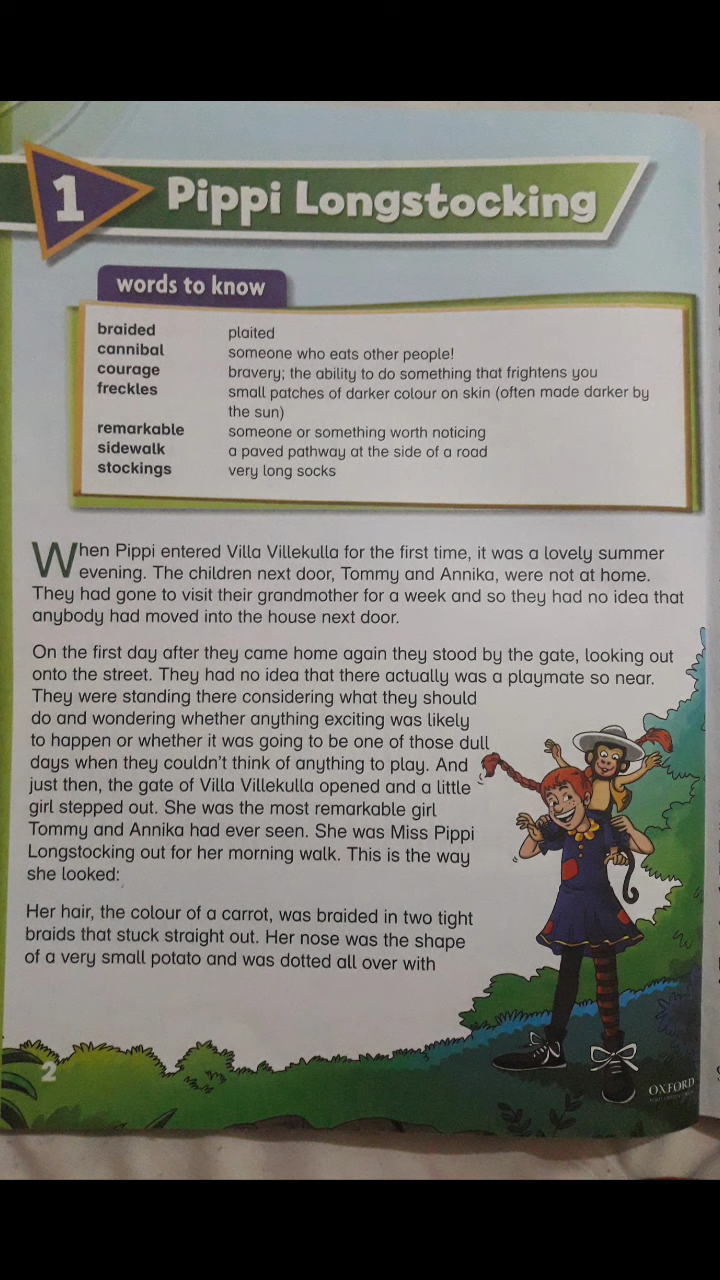 1 Pippi Longstocking
words to know
braided plaited
cannibal someone who eats other people!
courage bravery; the ability to do something that frightens you
freckles small patches of darker colour on skin (often made darker by
the sun)
remarkable someone or something worth noticing
sidewalk a paved pathway at the side of a road
stockings very long socks
When Pippi entered Villa Villekulla for the first time, it was a lovely summer
evening. The children next door, Tommy and Annika, were not at home.
They had gone to visit their grandmother for a week and so they had no idea that
anybody had moved into the house next door.
On the first day after they came home again they stood by the gate, looking out
onto the street. They had no idea that there actually was a playmate so near.
They were standing there considering what they should
do and wondering whether anything exciting was likely
to happen or whether it was going to be one of those dull
days when they couldn't think of anything to play. And
just then, the gate of Villa Villekulla opened and a little
girl stepped out. She was the most remarkable girl
Tommy and Annika had ever seen. She was Miss Pippi
Longstocking out for her morning walk. This is the way
she looked:
Her hair, the colour of a carrot, was braided in two tight
braids that stuck straight out. Her nose was the shape
of a very small potato and was dotted all over with
2
OXFORD